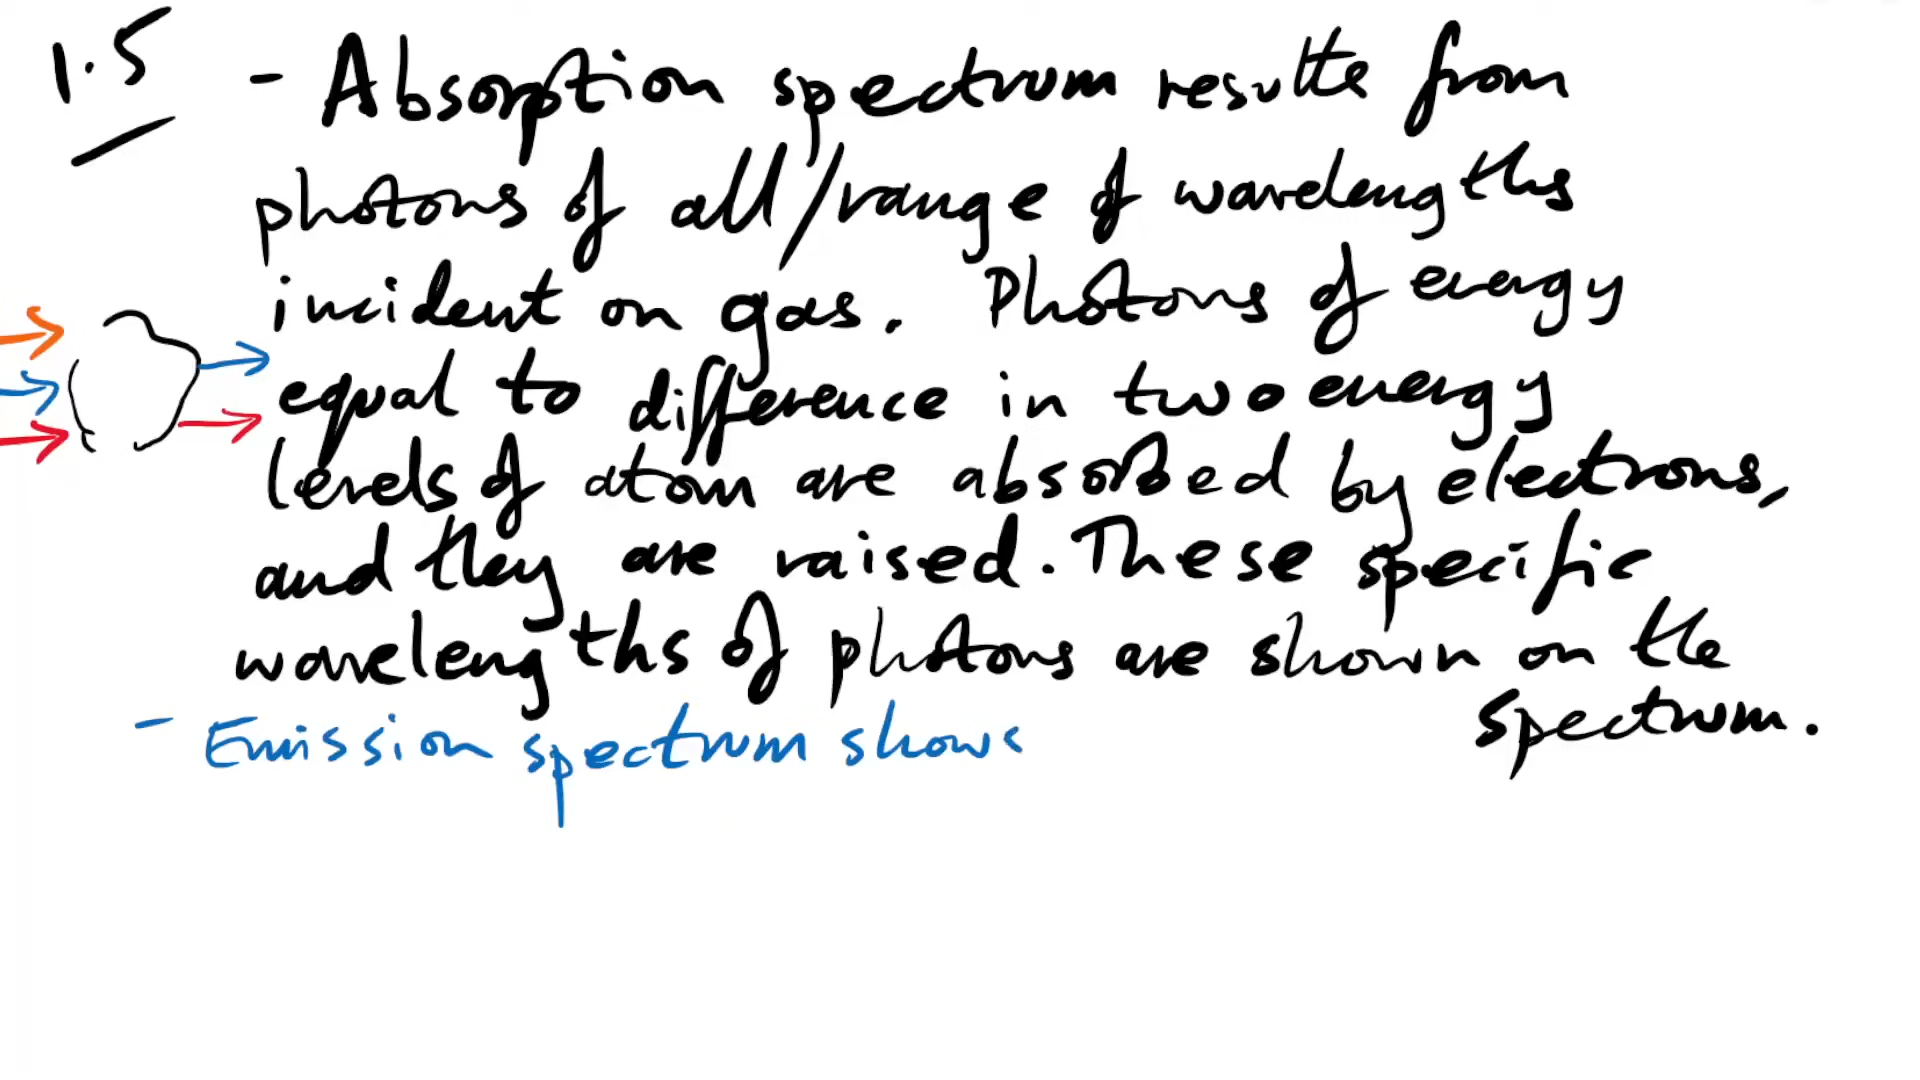 1.5
- Absorption spectrum results from
photons of all/range of wavelengths
incident on gas. Photons of energy
equal to difference in two energy
levels of atom are absorbed by electrons,
and they are raised. These specific
wavelengths of photons are shown on the
spectrum.
- Emission spectrum shows